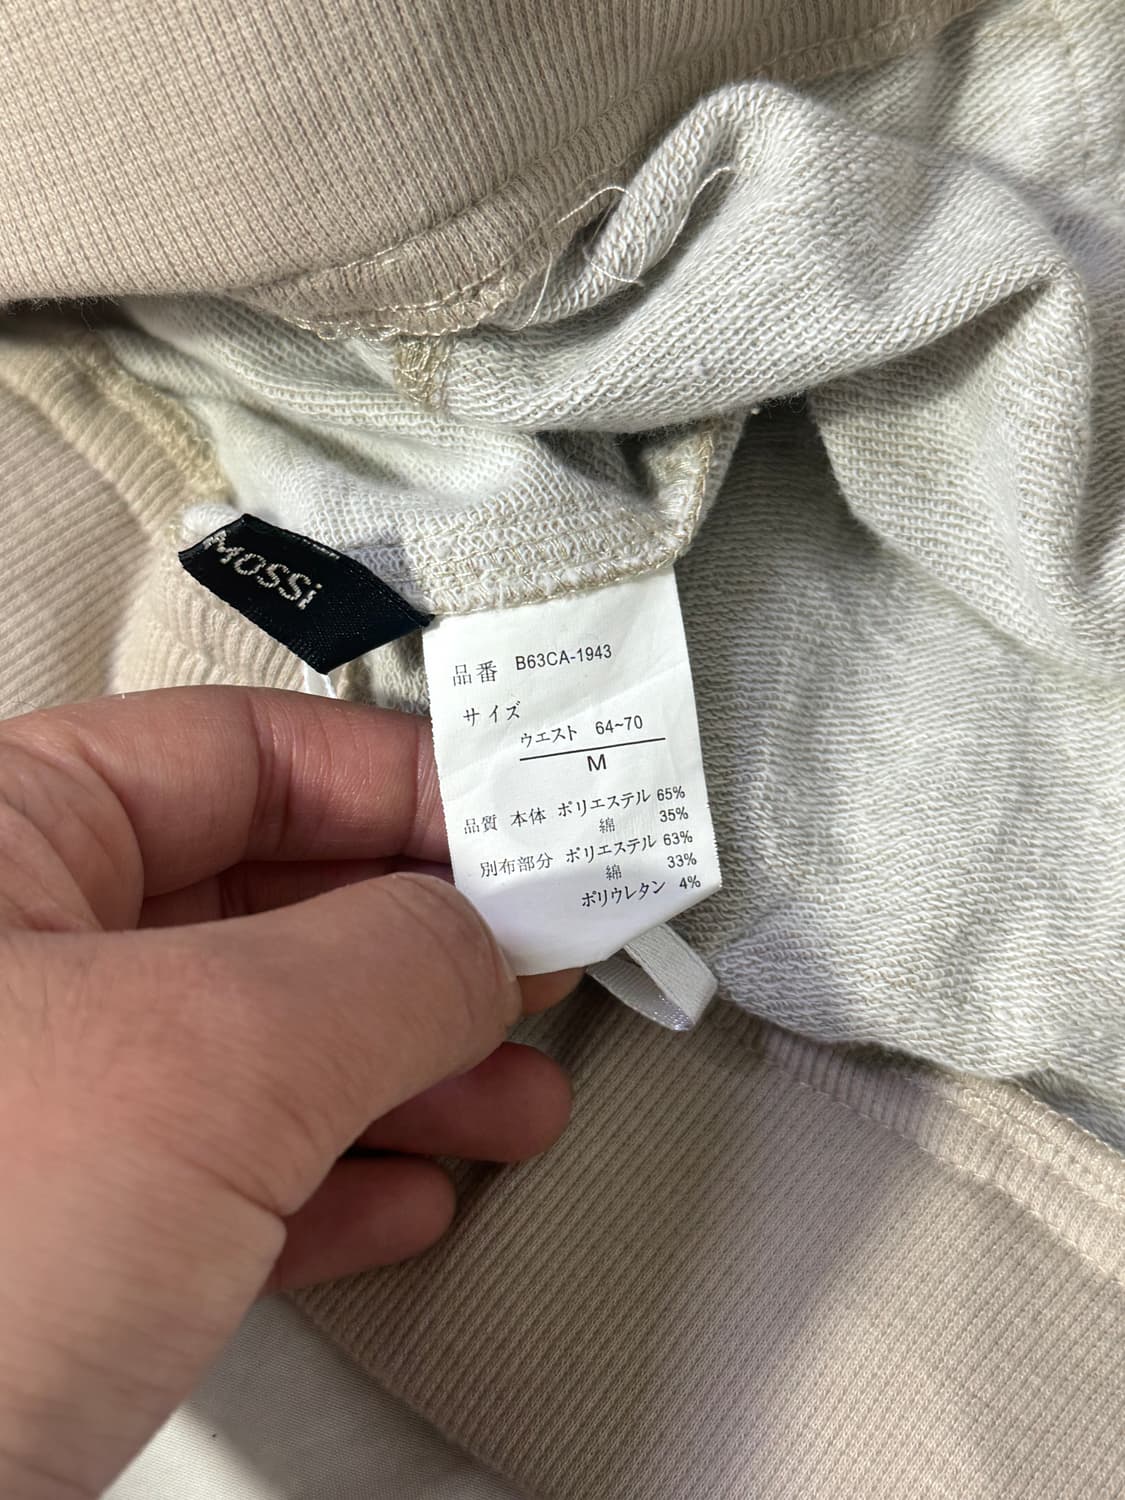 MOSSi
品番 B63CA-1943
サイズ
ウエスト 64~70
M
品質 本体 ポリエステル 65%
綿 35%
別布部分 ポリエステル 63%
綿 33%
ポリウレタン 4%